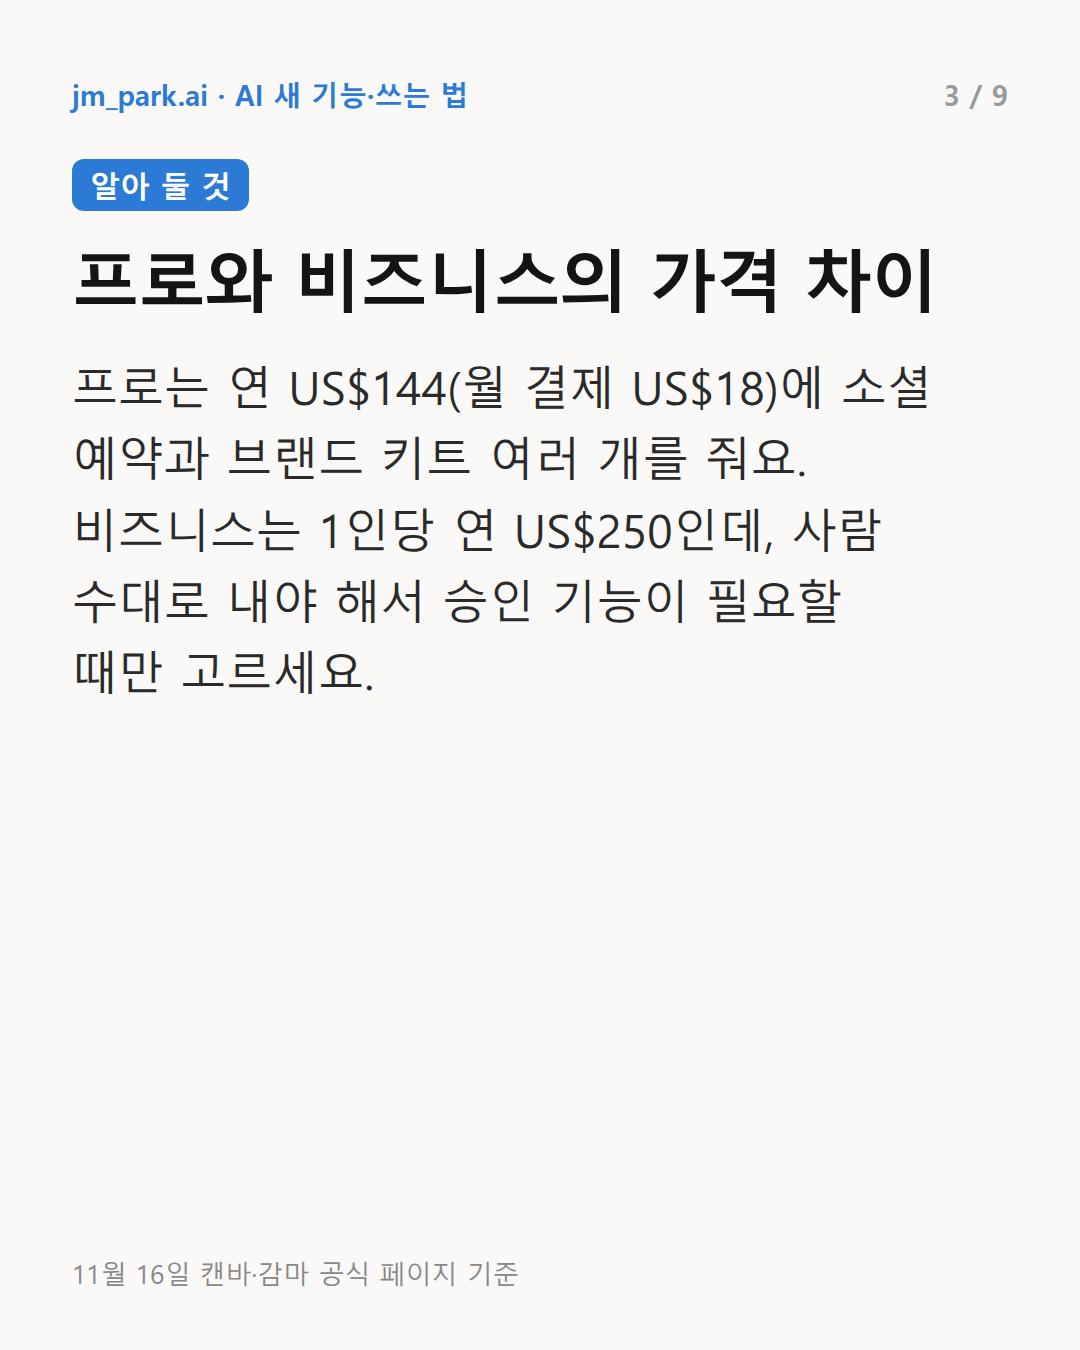 jm_park.ai · AI 새 기능·쓰는 법
3 / 9
알아 둘 것
프로와 비즈니스의 가격 차이
프로는 연 US$144(월 결제 US$18)에 소셜
예약과 브랜드 키트 여러 개를 줘요.
비즈니스는 1인당 연 US$250인데, 사람
수대로 내야 해서 승인 기능이 필요할
때만 고르세요.
11월 16일 캔바·감마 공식 페이지 기준